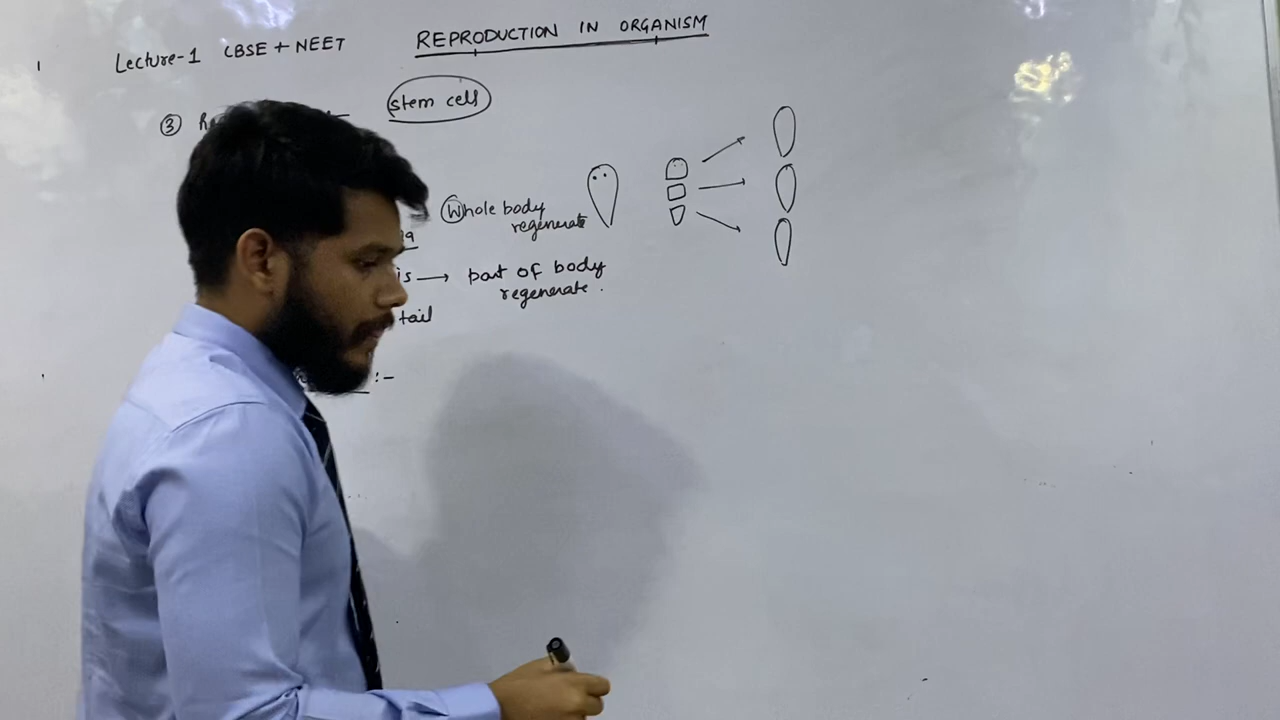 Lecture-1 CBSE + NEET REPRODUCTION IN ORGANISM
③ stem cell
Whole body
regenerate
is → part of body
regenerate.
tail
:-